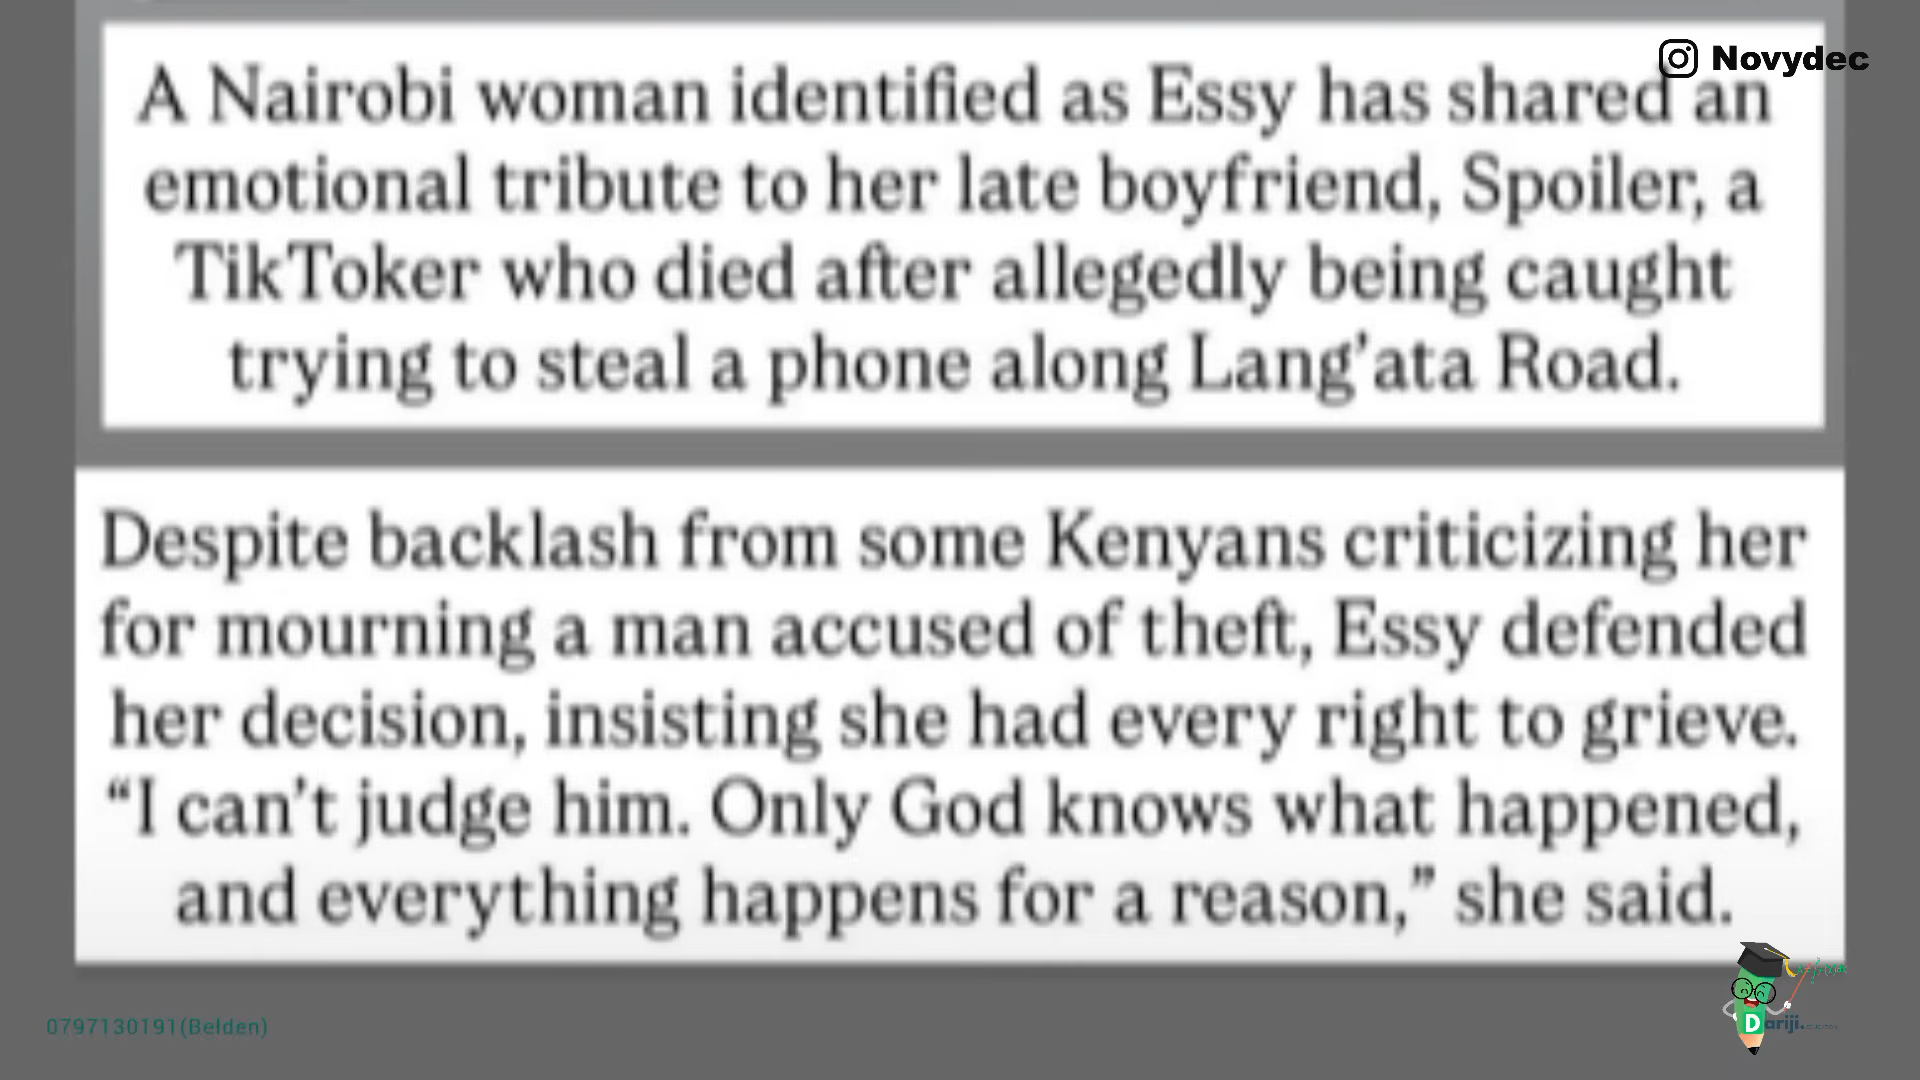 Novydec
A Nairobi woman identified as Essy has shared an
emotional tribute to her late boyfriend, Spoiler, a
TikToker who died after allegedly being caught
trying to steal a phone along Lang’ata Road.
Despite backlash from some Kenyans criticizing her
for mourning a man accused of theft, Essy defended
her decision, insisting she had every right to grieve.
“I can’t judge him. Only God knows what happened,
and everything happens for a reason,” she said.
Dariji.
0797130191(Belden)